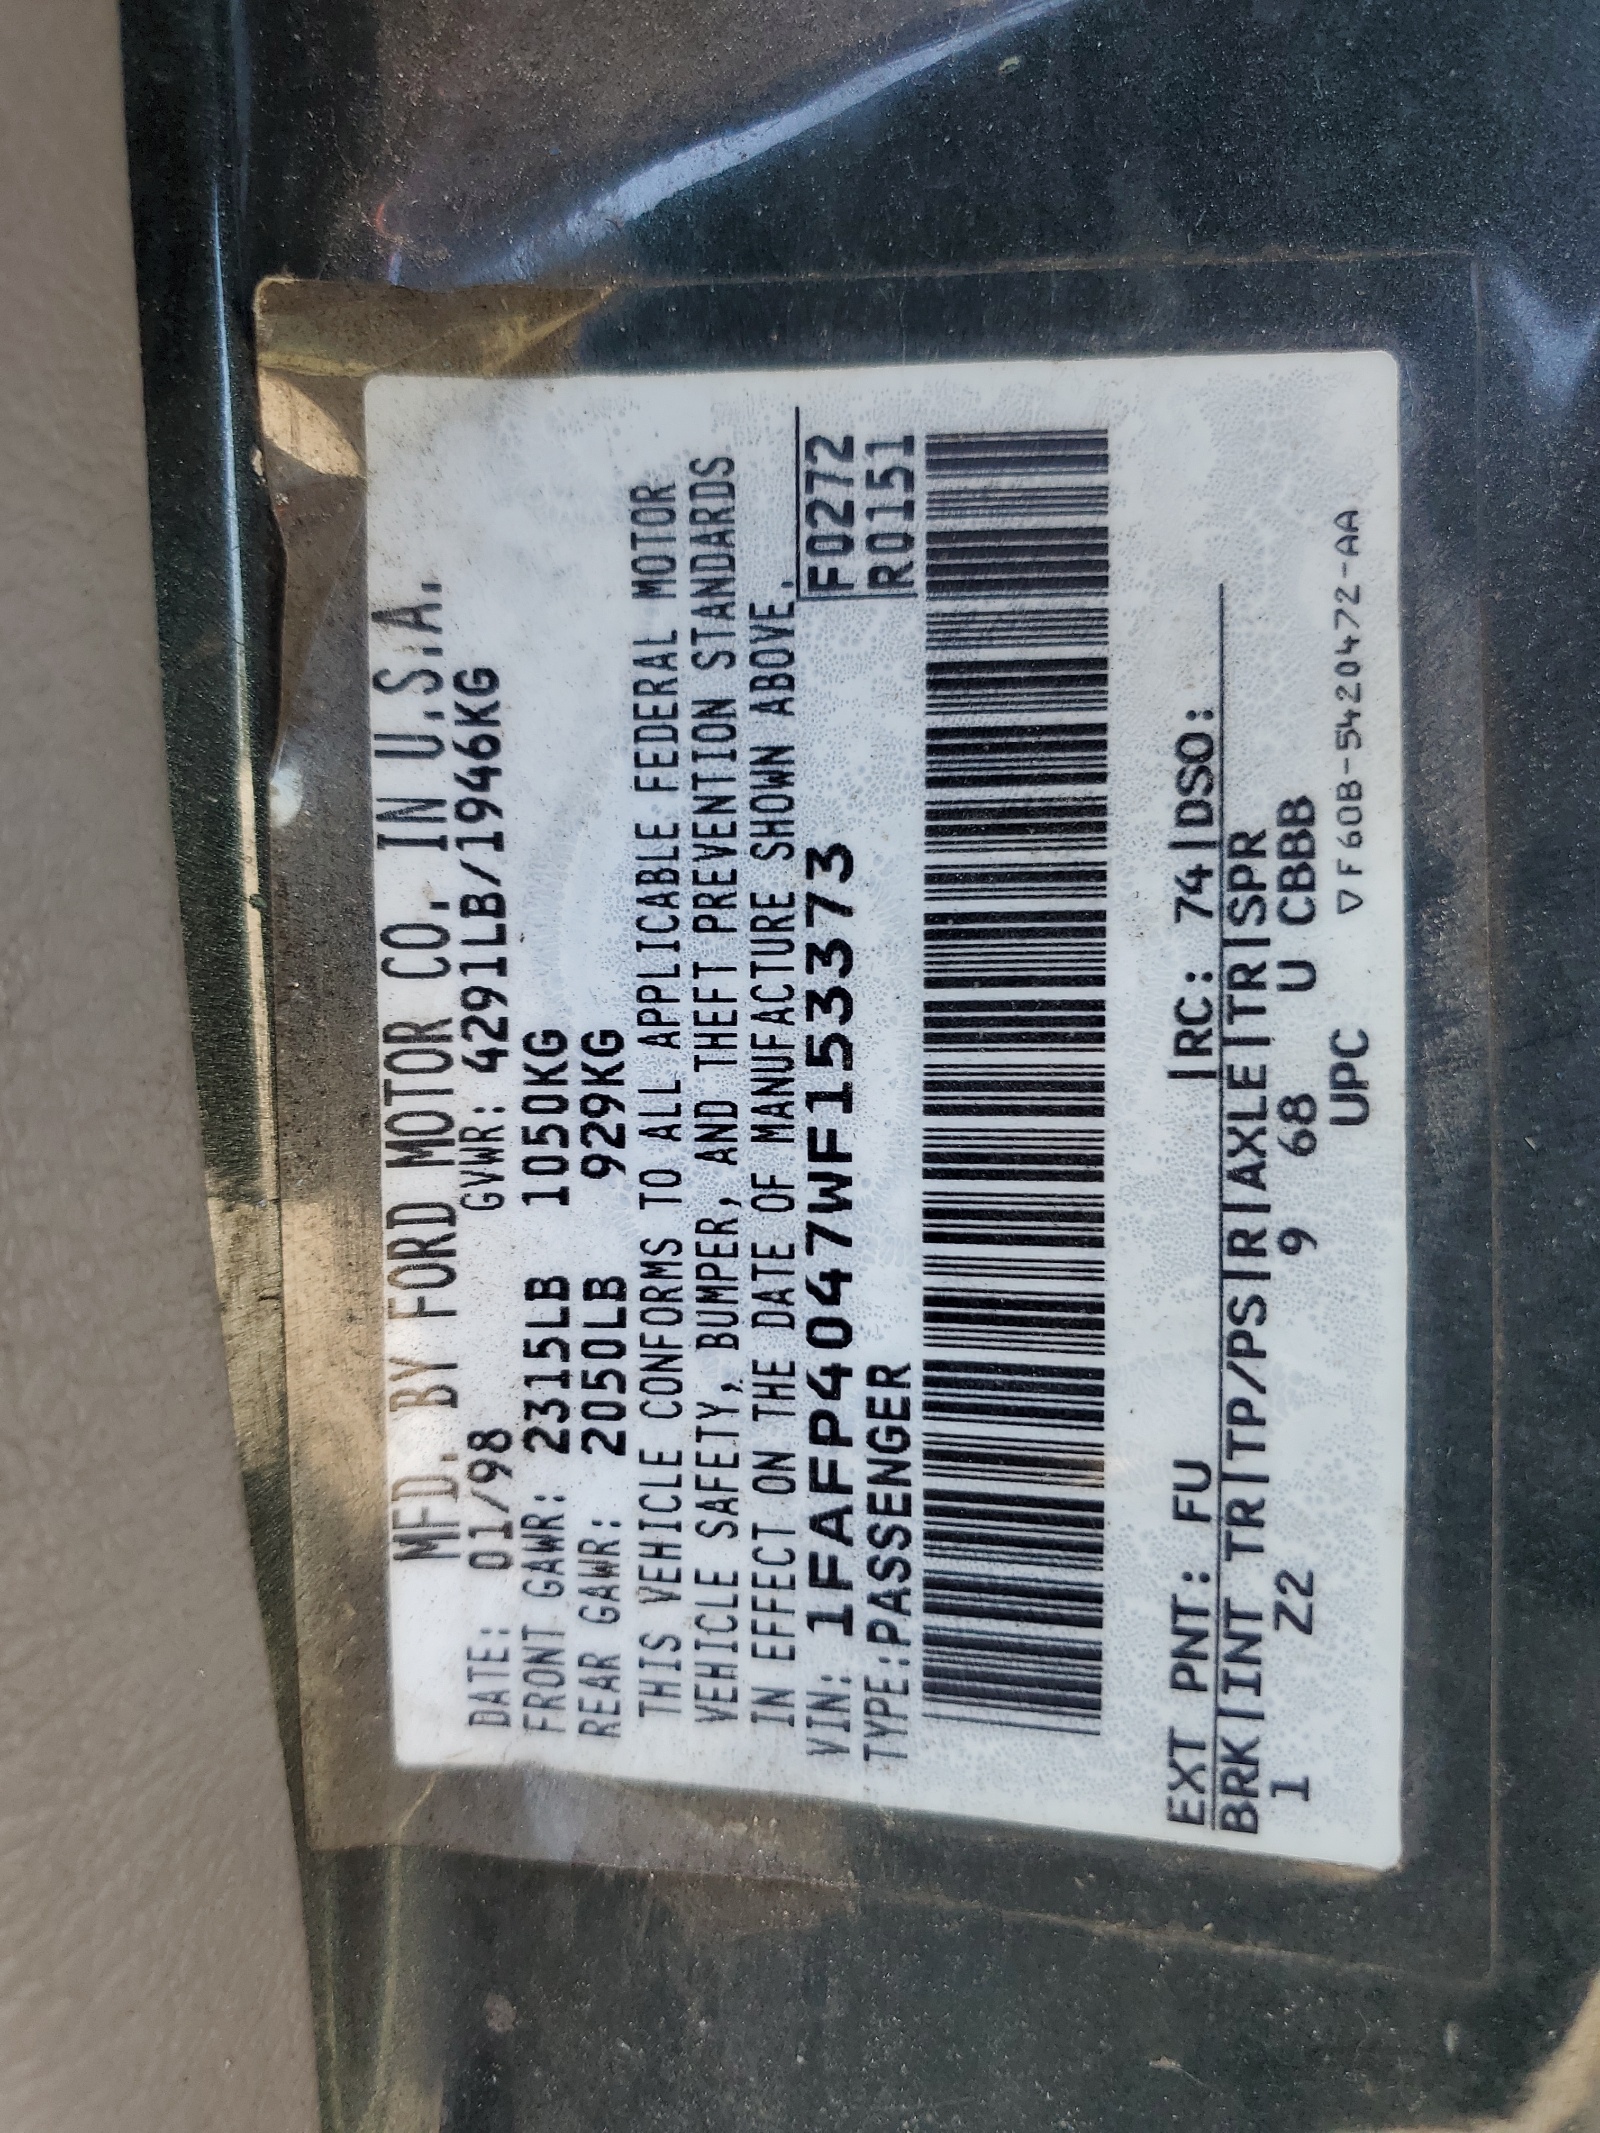 MFD. BY FORD MOTOR CO. IN U.S.A.
DATE: 01/98 GVWR: 4291LB/1946KG
FRONT GAWR: 2315LB 1050KG
REAR GAWR: 2050LB 929KG
THIS VEHICLE CONFORMS TO ALL APPLICABLE FEDERAL MOTOR
VEHICLE SAFETY, BUMPER, AND THEFT PREVENTION STANDARDS
IN EFFECT ON THE DATE OF MANUFACTURE SHOWN ABOVE.
VIN: 1FAFP4047WF153373 F0272
TYPE:PASSENGER R0151
EXT PNT: FU |RC: 74|DSO:
BRK|INT TR|TP/PS|R|AXLE|TR|SPR
1 Z2 9 68 U U CBBB
UPC ▽F60B-5420472-AA